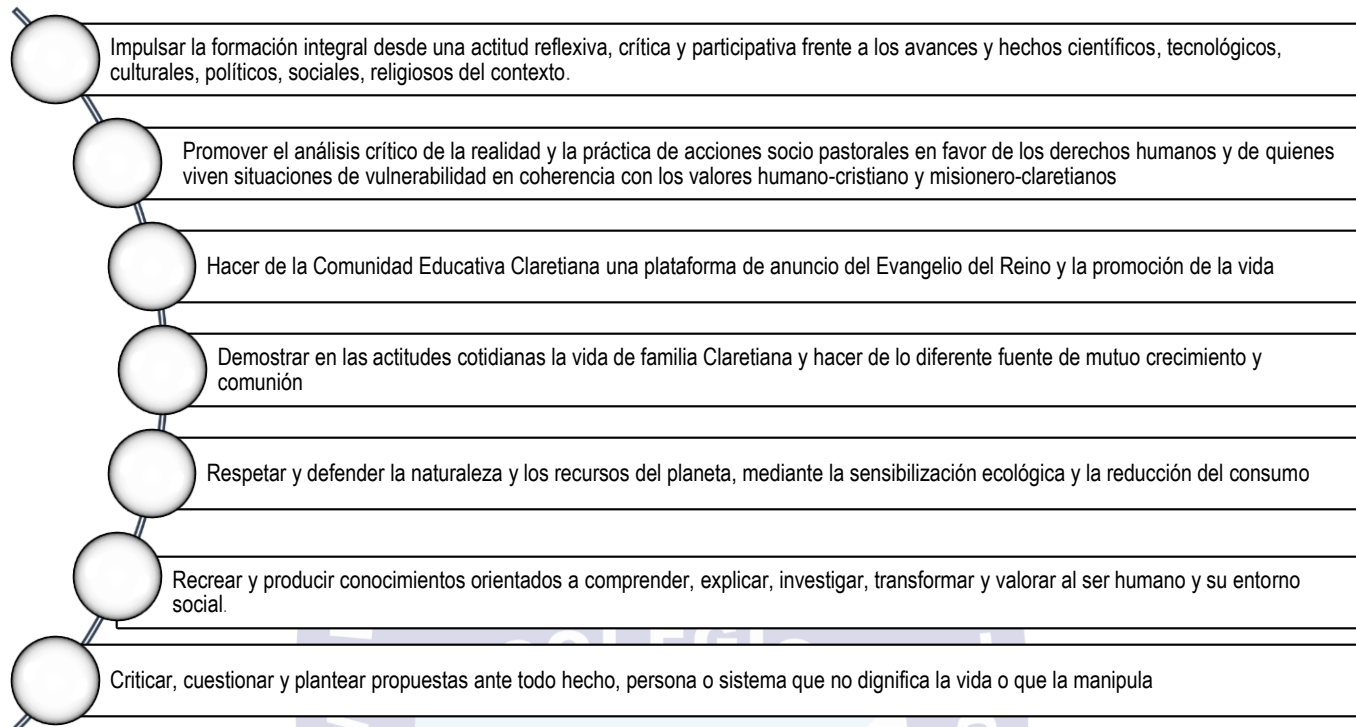 Impulsar la formación integral desde una actitud reflexiva, crítica y participativa frente a los avances y hechos científicos, tecnológicos,
culturales, políticos, sociales, religiosos del contexto.
Promover el análisis crítico de la realidad y la práctica de acciones socio pastorales en favor de los derechos humanos y de quienes
viven situaciones de vulnerabilidad en coherencia con los valores humano-cristiano y misionero-claretianos
Hacer de la Comunidad Educativa Claretiana una plataforma de anuncio del Evangelio del Reino y la promoción de la vida
Demostrar en las actitudes cotidianas la vida de familia Claretiana y hacer de lo diferente fuente de mutuo crecimiento y
comunión
Respetar y defender la naturaleza y los recursos del planeta, mediante la sensibilización ecológica y la reducción del consumo
Recrear y producir conocimientos orientados a comprender, explicar, investigar, transformar y valorar al ser humano y su entorno
social.
Criticar, cuestionar y plantear propuestas ante todo hecho, persona o sistema que no dignifica la vida o que la manipula